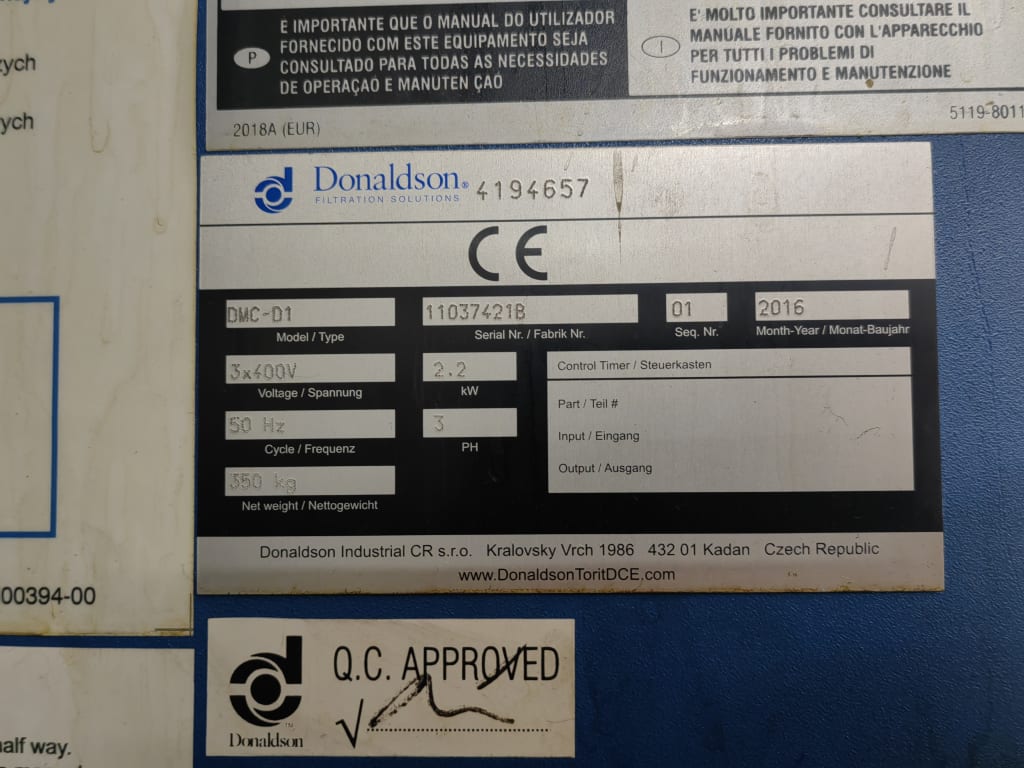 ych
ych
P
É IMPORTANTE QUE O MANUAL DO UTILIZADOR
FORNECIDO COM ESTE EQUIPAMENTO SEJA
CONSULTADO PARA TODAS AS NECESSIDADES
DE OPERAÇAO E MANUTEN ÇAO
I
E' MOLTO IMPORTANTE CONSULTARE IL
MANUALE FORNITO CON L'APPARECCHIO
PER TUTTI I PROBLEMI DI
FUNZIONAMENTO E MANUTENZIONE
2018A (EUR)
5119-8011
Donaldson® 4194657
FILTRATION SOLUTIONS
CE
DMC-D1
Model / Type
11037421B
Serial Nr. / Fabrik Nr.
01
Seq. Nr.
2016
Month-Year / Monat-Baujahr
3x400V
Voltage / Spannung
2.2
kW
50 Hz
Cycle / Frequenz
3
PH
350 kg
Net weight / Nettogewicht
Control Timer / Steuerkasten
Part / Teil #
Input / Eingang
Output / Ausgang
Donaldson Industrial CR s.r.o. Kralovsky Vrch 1986 432 01 Kadan Czech Republic
www.DonaldsonToritDCE.com
00394-00
half way.
Donaldson™
Q.C. APPROVED